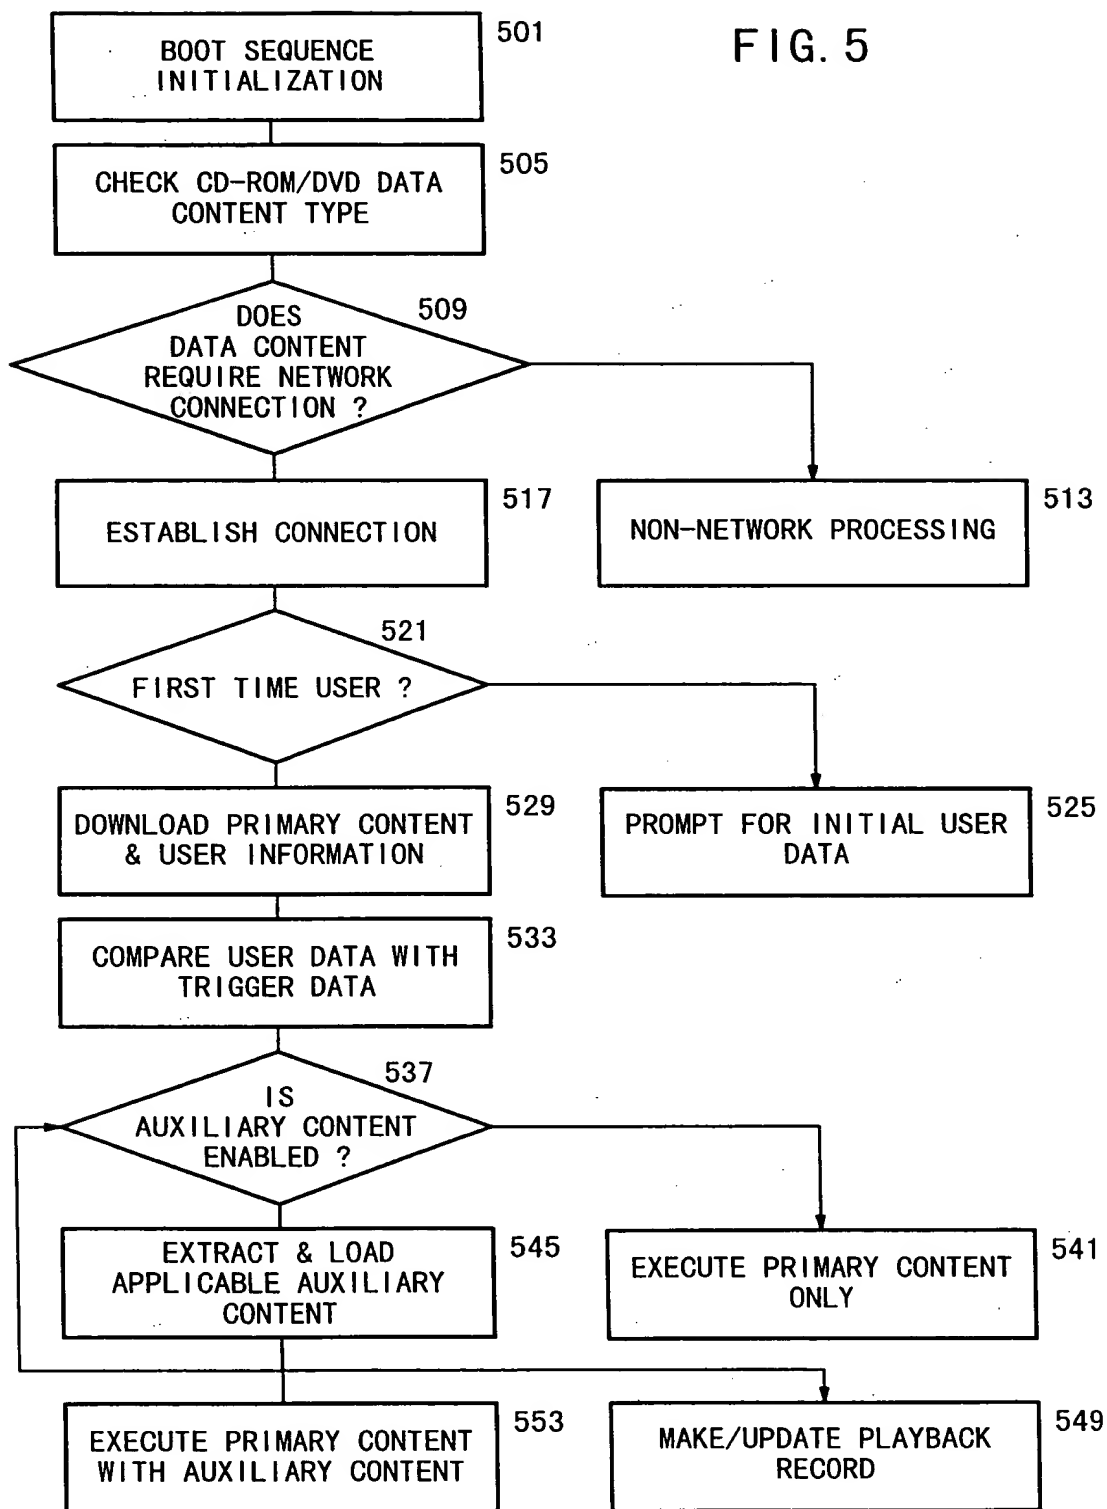 FIG. 5
BOOT SEQUENCE
INITIALIZATION
501
CHECK CD-ROM/DVD DATA
CONTENT TYPE
505
DOES
DATA CONTENT
REQUIRE NETWORK
CONNECTION ?
509
ESTABLISH CONNECTION
517
NON-NETWORK PROCESSING
513
FIRST TIME USER ?
521
DOWNLOAD PRIMARY CONTENT
& USER INFORMATION
529
PROMPT FOR INITIAL USER
DATA
525
COMPARE USER DATA WITH
TRIGGER DATA
533
IS
AUXILIARY CONTENT
ENABLED ?
537
EXTRACT & LOAD
APPLICABLE AUXILIARY
CONTENT
545
EXECUTE PRIMARY CONTENT
ONLY
541
EXECUTE PRIMARY CONTENT
WITH AUXILIARY CONTENT
553
MAKE/UPDATE PLAYBACK
RECORD
549